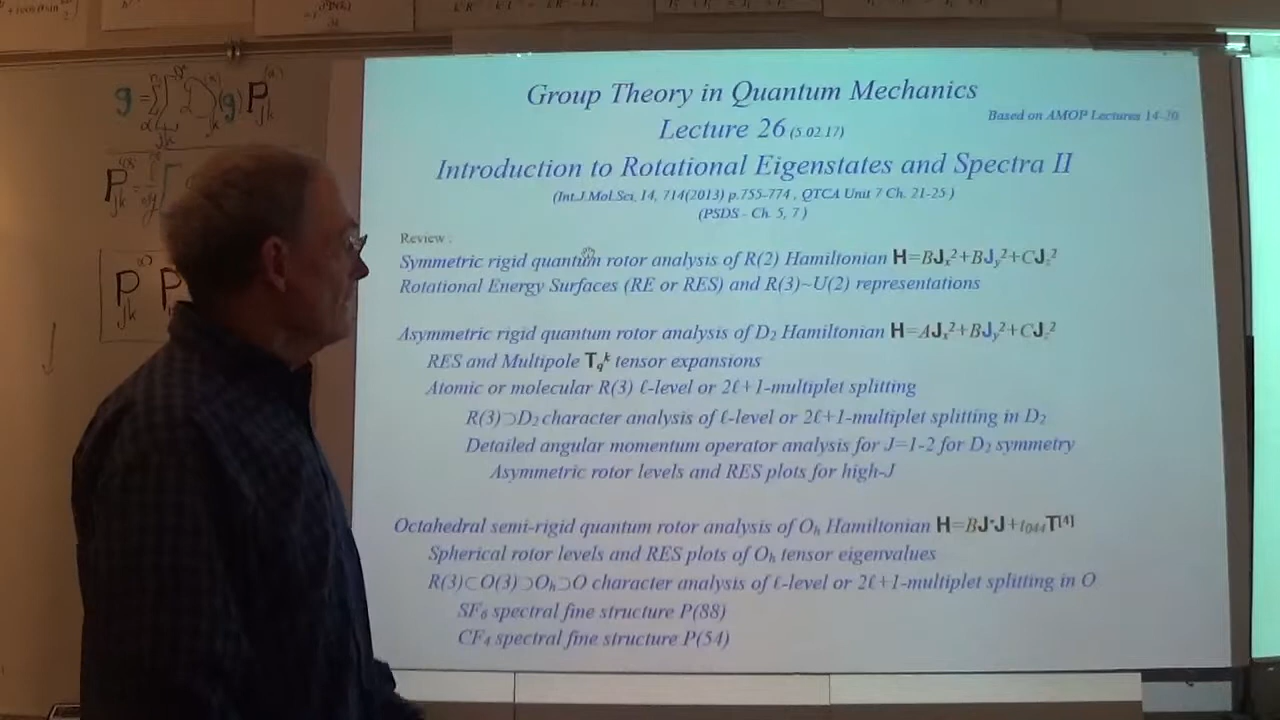 Group Theory in Quantum Mechanics
Lecture 26 (5.02.17)
Based on AMOP Lectures 14-20
Introduction to Rotational Eigenstates and Spectra II
(Int.J.Mol.Sci, 14, 714(2013) p.755-774 , QTCA Unit 7 Ch. 21-25 )
(PSDS - Ch. 5, 7 )
Review :
Symmetric rigid quantum rotor analysis of R(2) Hamiltonian H=BJx²+BJy²+CJz²
Rotational Energy Surfaces (RE or RES) and R(3)~U(2) representations
Asymmetric rigid quantum rotor analysis of D₂ Hamiltonian H=AJx²+BJy²+CJz²
RES and Multipole Tqᵏ tensor expansions
Atomic or molecular R(3) ℓ-level or 2ℓ+1-multiplet splitting
R(3)⊃D₂ character analysis of ℓ-level or 2ℓ+1-multiplet splitting in D₂
Detailed angular momentum operator analysis for J=1-2 for D₂ symmetry
Asymmetric rotor levels and RES plots for high-J
Octahedral semi-rigid quantum rotor analysis of Oh Hamiltonian H=BJ•J+t₀₄₄T[4]
Spherical rotor levels and RES plots of Oh tensor eigenvalues
R(3)⊂O(3)⊃Oh⊃O character analysis of ℓ-level or 2ℓ+1-multiplet splitting in O
SF₆ spectral fine structure P(88)
CF₄ spectral fine structure P(54)